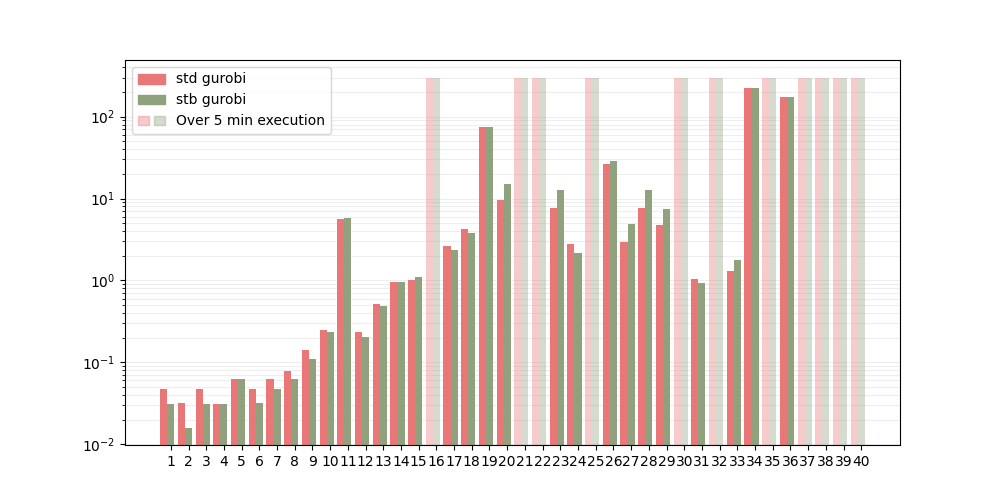 std gurobi
stb gurobi
Over 5 min execution
10²
10¹
10⁰
10⁻¹
10⁻²
1 2 3 4 5 6 7 8 9 10 11 12 13 14 15 16 17 18 19 20 21 22 23 24 25 26 27 28 29 30 31 32 33 34 35 36 37 38 39 40